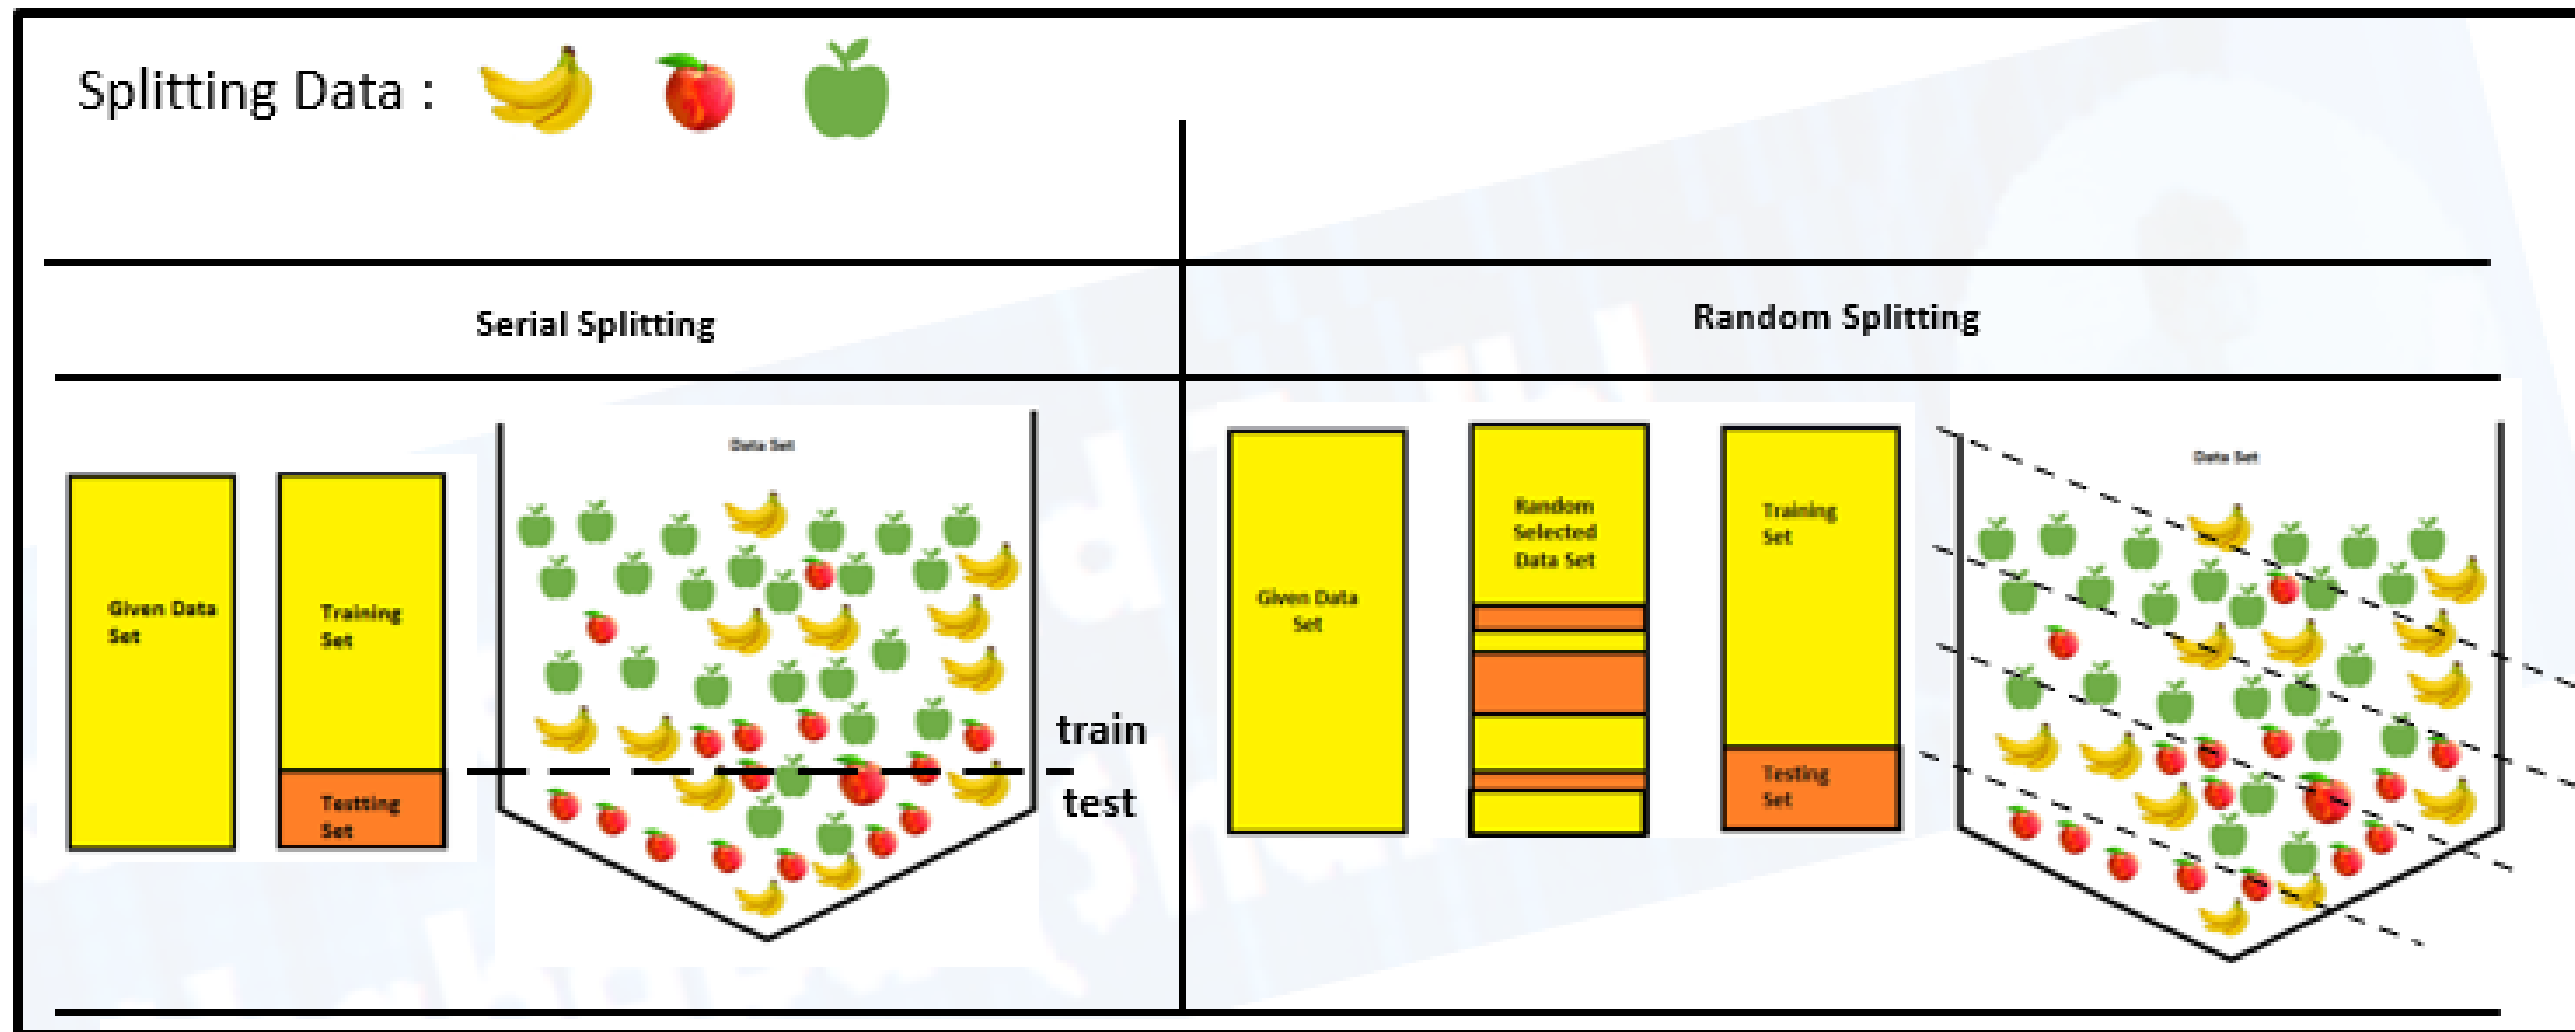 Splitting Data :
Serial Splitting
Random Splitting
Given Data
Set
Training
Set
Testting
Set
Data Set
train
test
Given Data
Set
Random
Selected
Data Set
Training
Set
Testing
Set
Data Set